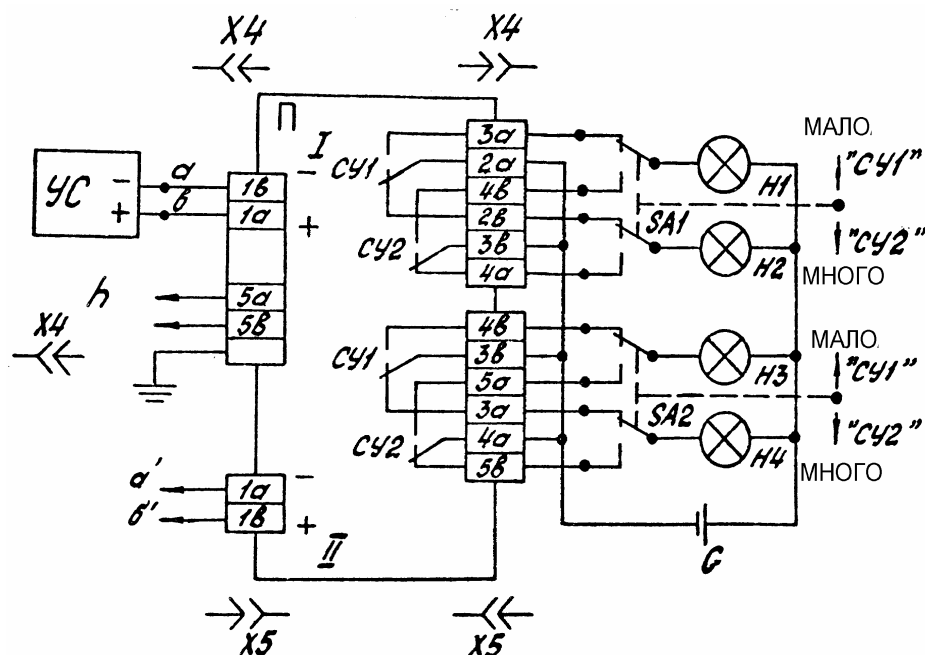 X4
X4
П
I
УС
-
+
а
в
1в
1а
-
+
5а
5в
h
X4
а'
б'
1а
1в
-
+
II
X5
X5
СУ1
СУ2
3а
2а
4в
2в
3в
4а
СУ1
СУ2
4в
3в
5а
3а
4а
5в
SA1
SA2
H1
H2
H3
H4
G
МАЛО.
"СУ1"
"СУ2"
МНОГО
МАЛО.
"СУ1"
"СУ2"
МНОГО